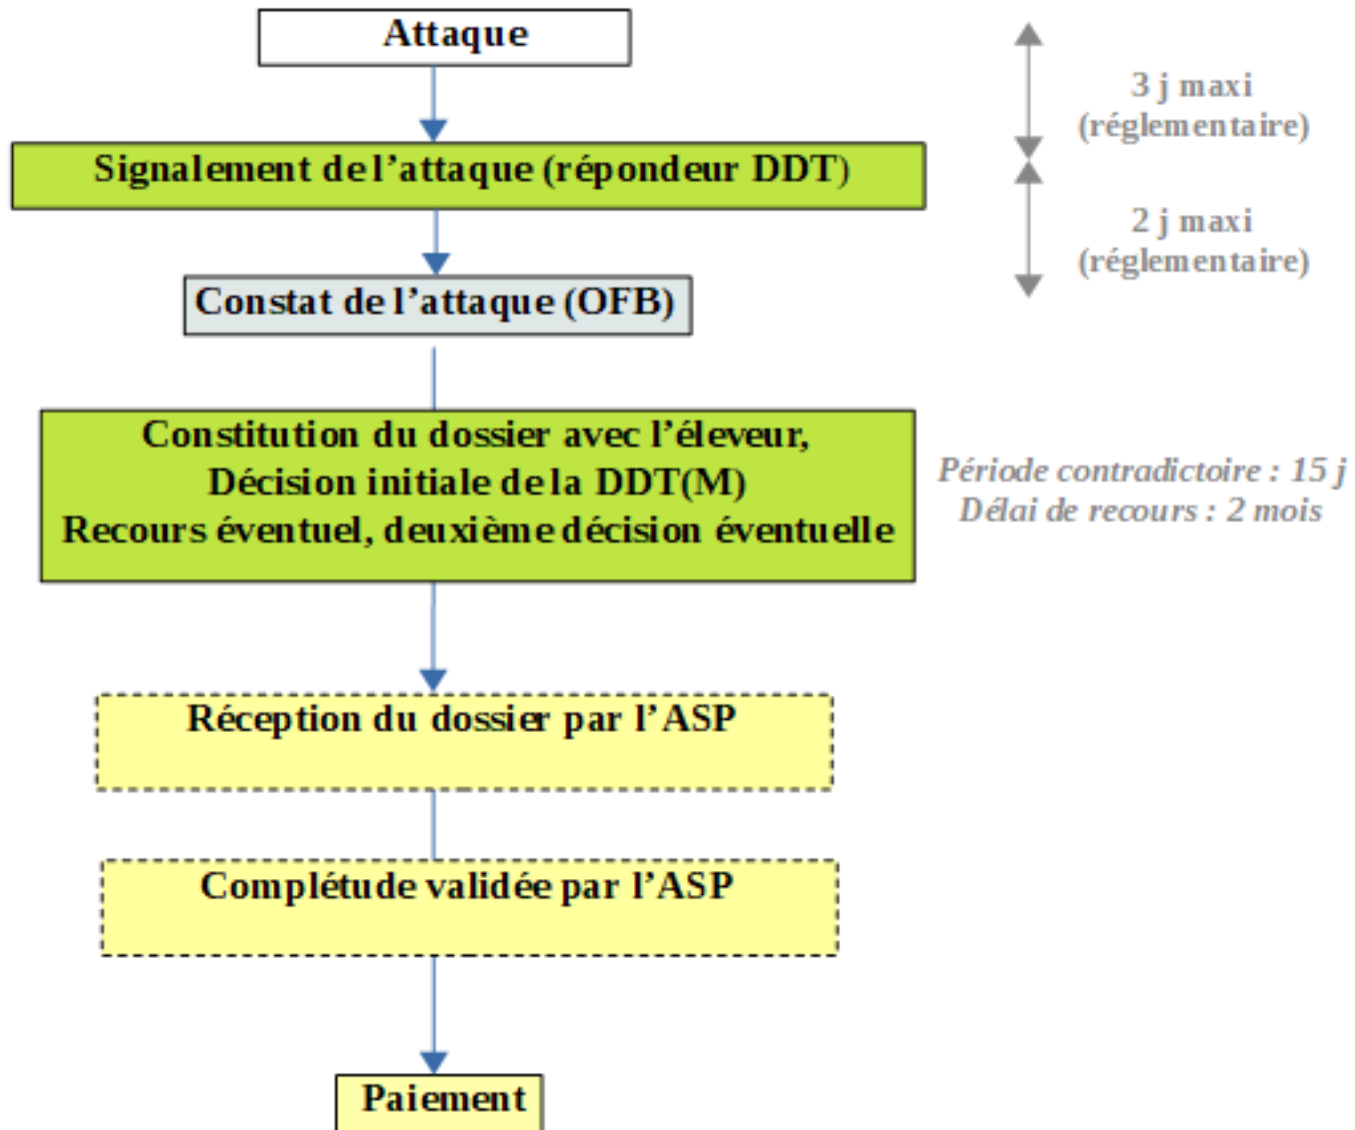 Attaque
3 j maxi
(réglementaire)
Signalement de l’attaque (répondeur DDT)
2 j maxi
(réglementaire)
Constat de l’attaque (OFB)
Constitution du dossier avec l’éleveur,
Décision initiale de la DDT(M)
Recours éventuel, deuxième décision éventuelle
Période contradictoire : 15 j
Délai de recours : 2 mois
Réception du dossier par l’ASP
Complétude validée par l’ASP
Paiement